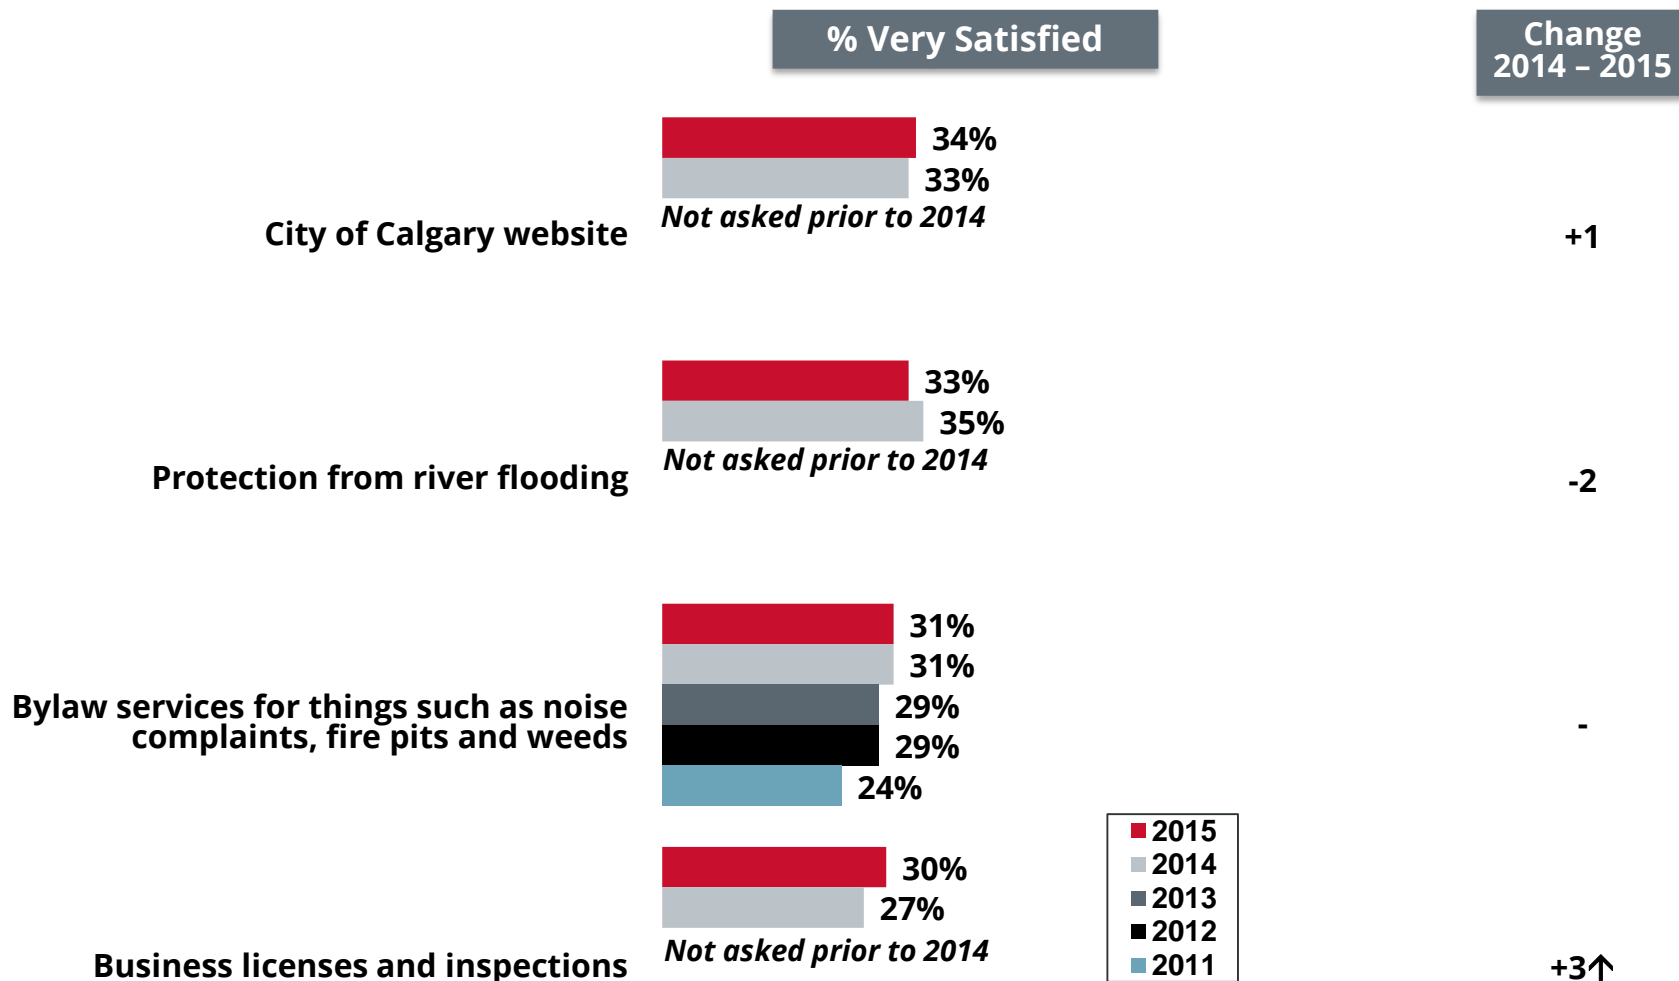 % Very Satisfied
Change
2014 – 2015
34%
33%
Not asked prior to 2014
City of Calgary website
+1
33%
35%
Not asked prior to 2014
Protection from river flooding
-2
31%
31%
29%
29%
24%
Bylaw services for things such as noise
complaints, fire pits and weeds
-
30%
27%
Not asked prior to 2014
Business licenses and inspections
+3↑
2015
2014
2013
2012
2011